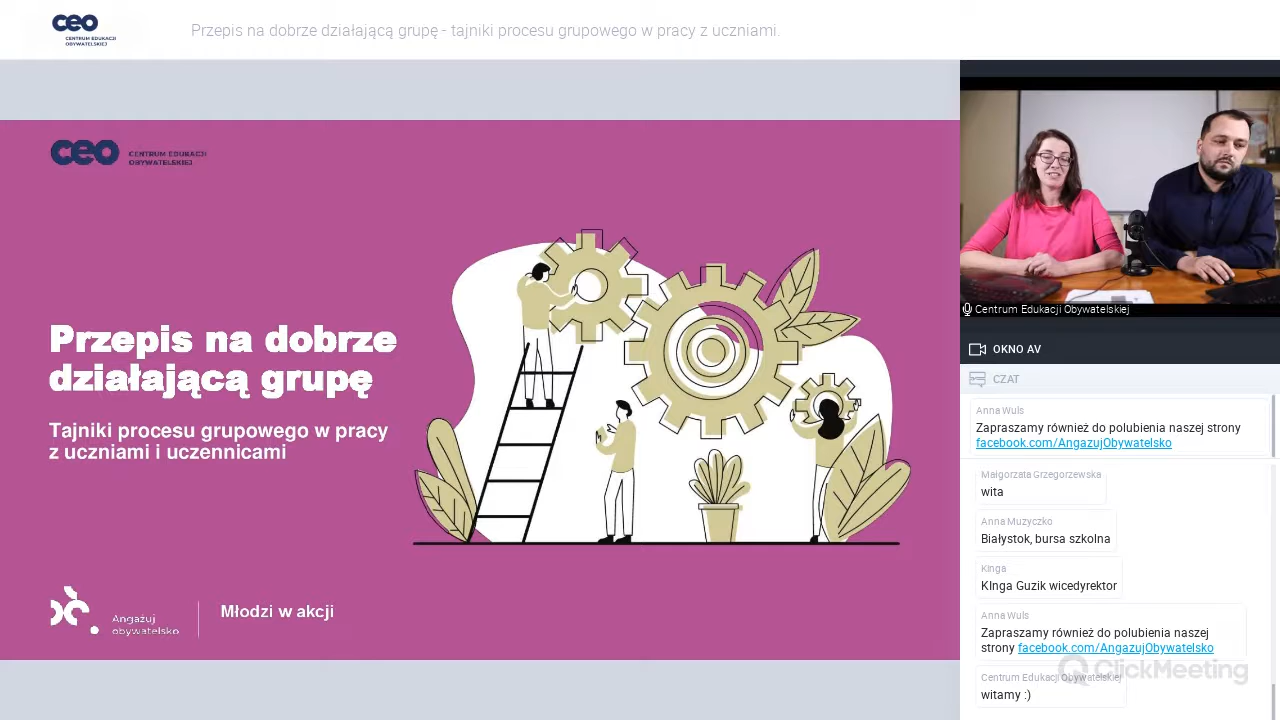 ceo
CENTRUM EDUKACJI
OBYWATELSKIEJ
Przepis na dobrze działającą grupę - tajniki procesu grupowego w pracy z uczniami.
ceo
CENTRUM EDUKACJI
OBYWATELSKIEJ
Przepis na dobrze
działającą grupę
Tajniki procesu grupowego w pracy
z uczniami i uczennicami
Angażuj
obywatelsko
Młodzi w akcji
Centrum Edukacji Obywatelskiej
OKNO AV
CZAT
Anna Wuls
Zapraszamy również do polubienia naszej strony
facebook.com/AngazujObywatelsko
Małgorzata Grzegorzewska
wita
Anna Muzyczko
Białystok, bursa szkolna
Kinga
KInga Guzik wicedyrektor
Anna Wuls
Zapraszamy również do polubienia naszej
strony facebook.com/AngazujObywatelsko
Centrum Edukacji Obywatelskiej
witamy :)
ClickMeeting